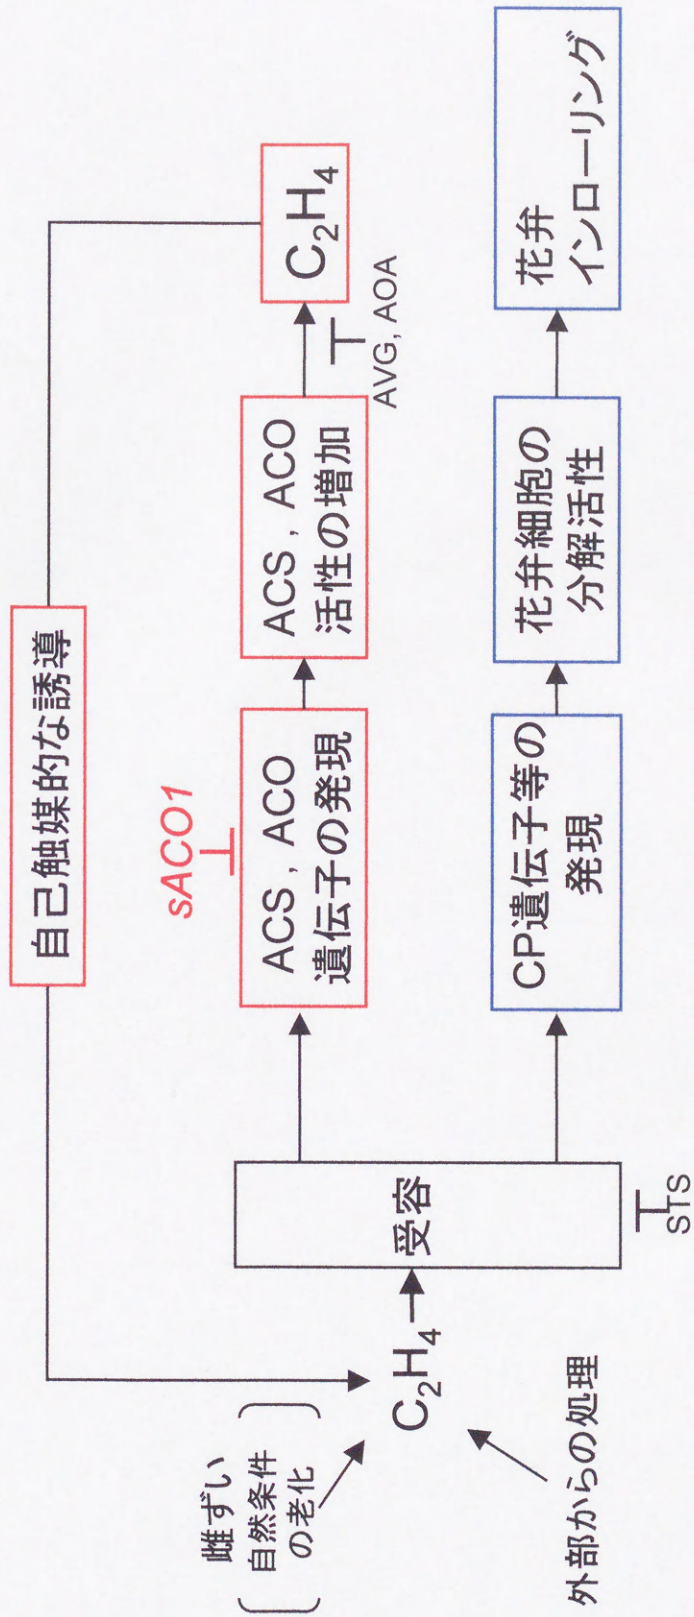 自己触媒的な誘導
sACO1
雌ずい
自然条件
の老化
C2H4
外部からの処理
受容
STS
ACS , ACO
遺伝子の発現
ACS , ACO
活性の増加
AVG, AOA
C2H4
CP遺伝子等の
発現
花弁細胞の
分解活性
花弁
インローリング